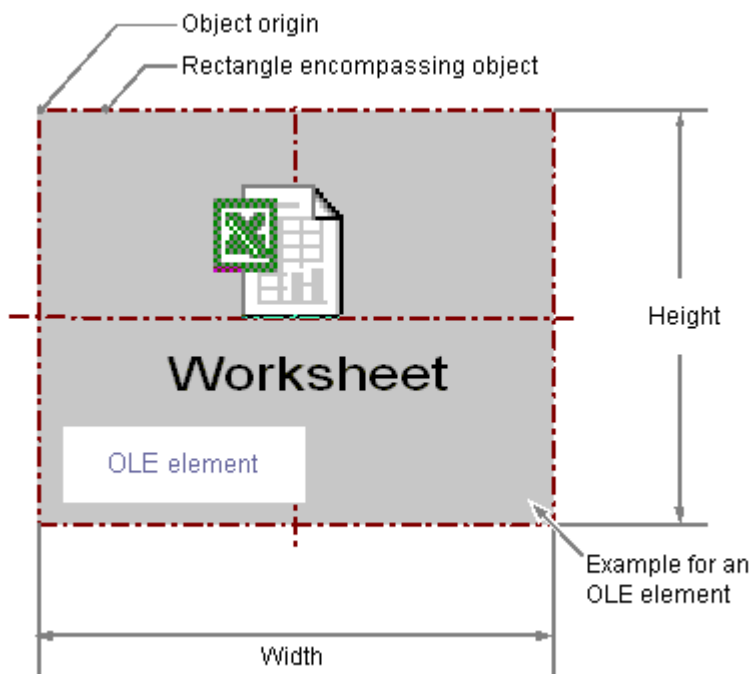 Object origin
Rectangle encompassing object
Height
Worksheet
OLE element
Example for an
OLE element
Width